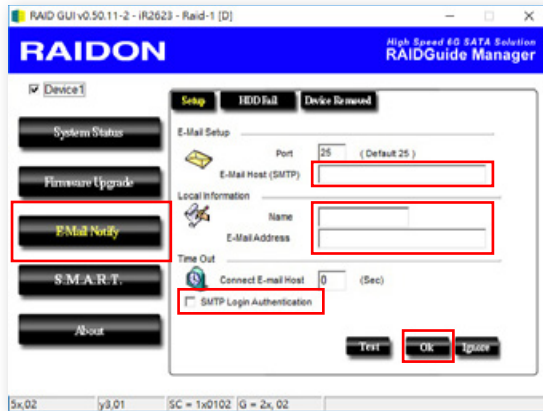 RAID GUI v0.50.11-2 - iR2623 - Raid-1 [D]
RAIDON
High Speed 6G SATA Solution
RAIDGuide Manager
Device1
Setup HDD Fail Device Removed
System Status
E-Mail Setup
Port 25 ( Default 25 )
E-Mail Host (SMTP)
Firmware Upgrade
Local Information
Name
E-Mail Notify
E-Mail Address
Time Out
S.M.A.R.T.
Connect E-mail Host 0 (Sec)
SMTP Login Authentication
About
Test Ok Ignore
5x,02 y3,01 SC = 1x0102 G = 2x, 02